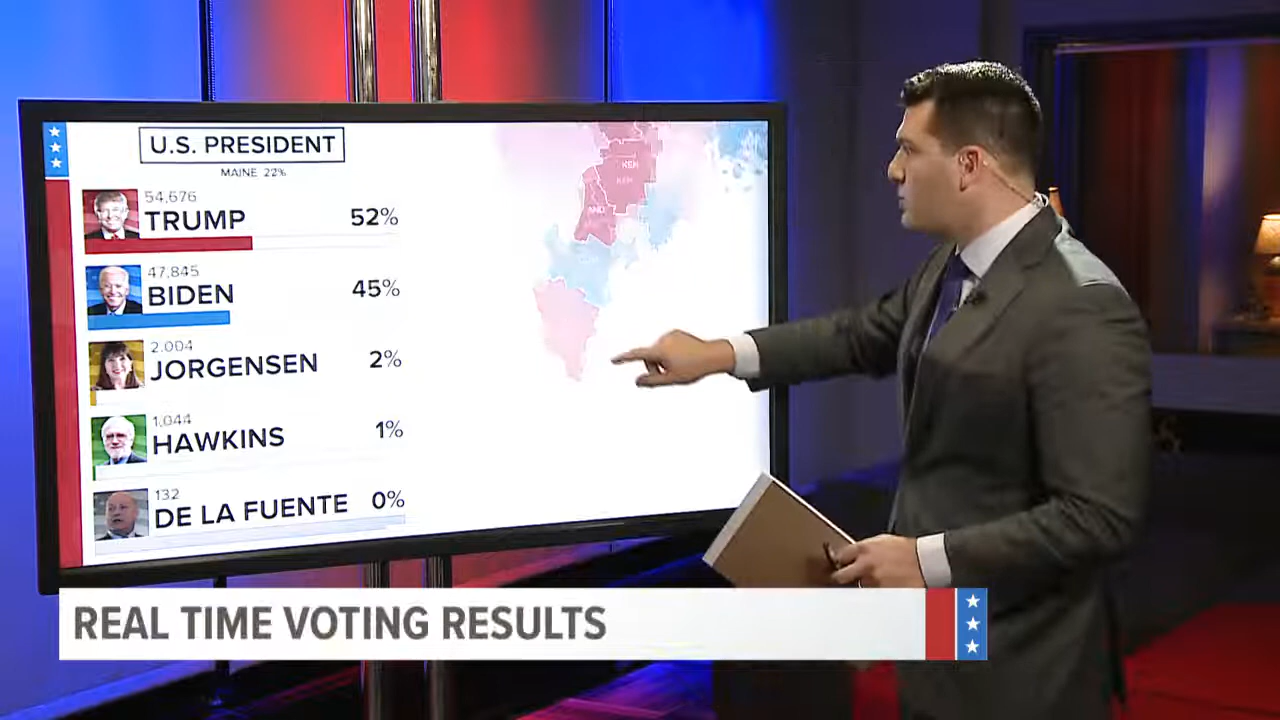 U.S. PRESIDENT
MAINE 22%
54,676
TRUMP 52%
47,845
BIDEN 45%
2,004
JORGENSEN 2%
1,044
HAWKINS 1%
132
DE LA FUENTE 0%
KEN
AND
REAL TIME VOTING RESULTS